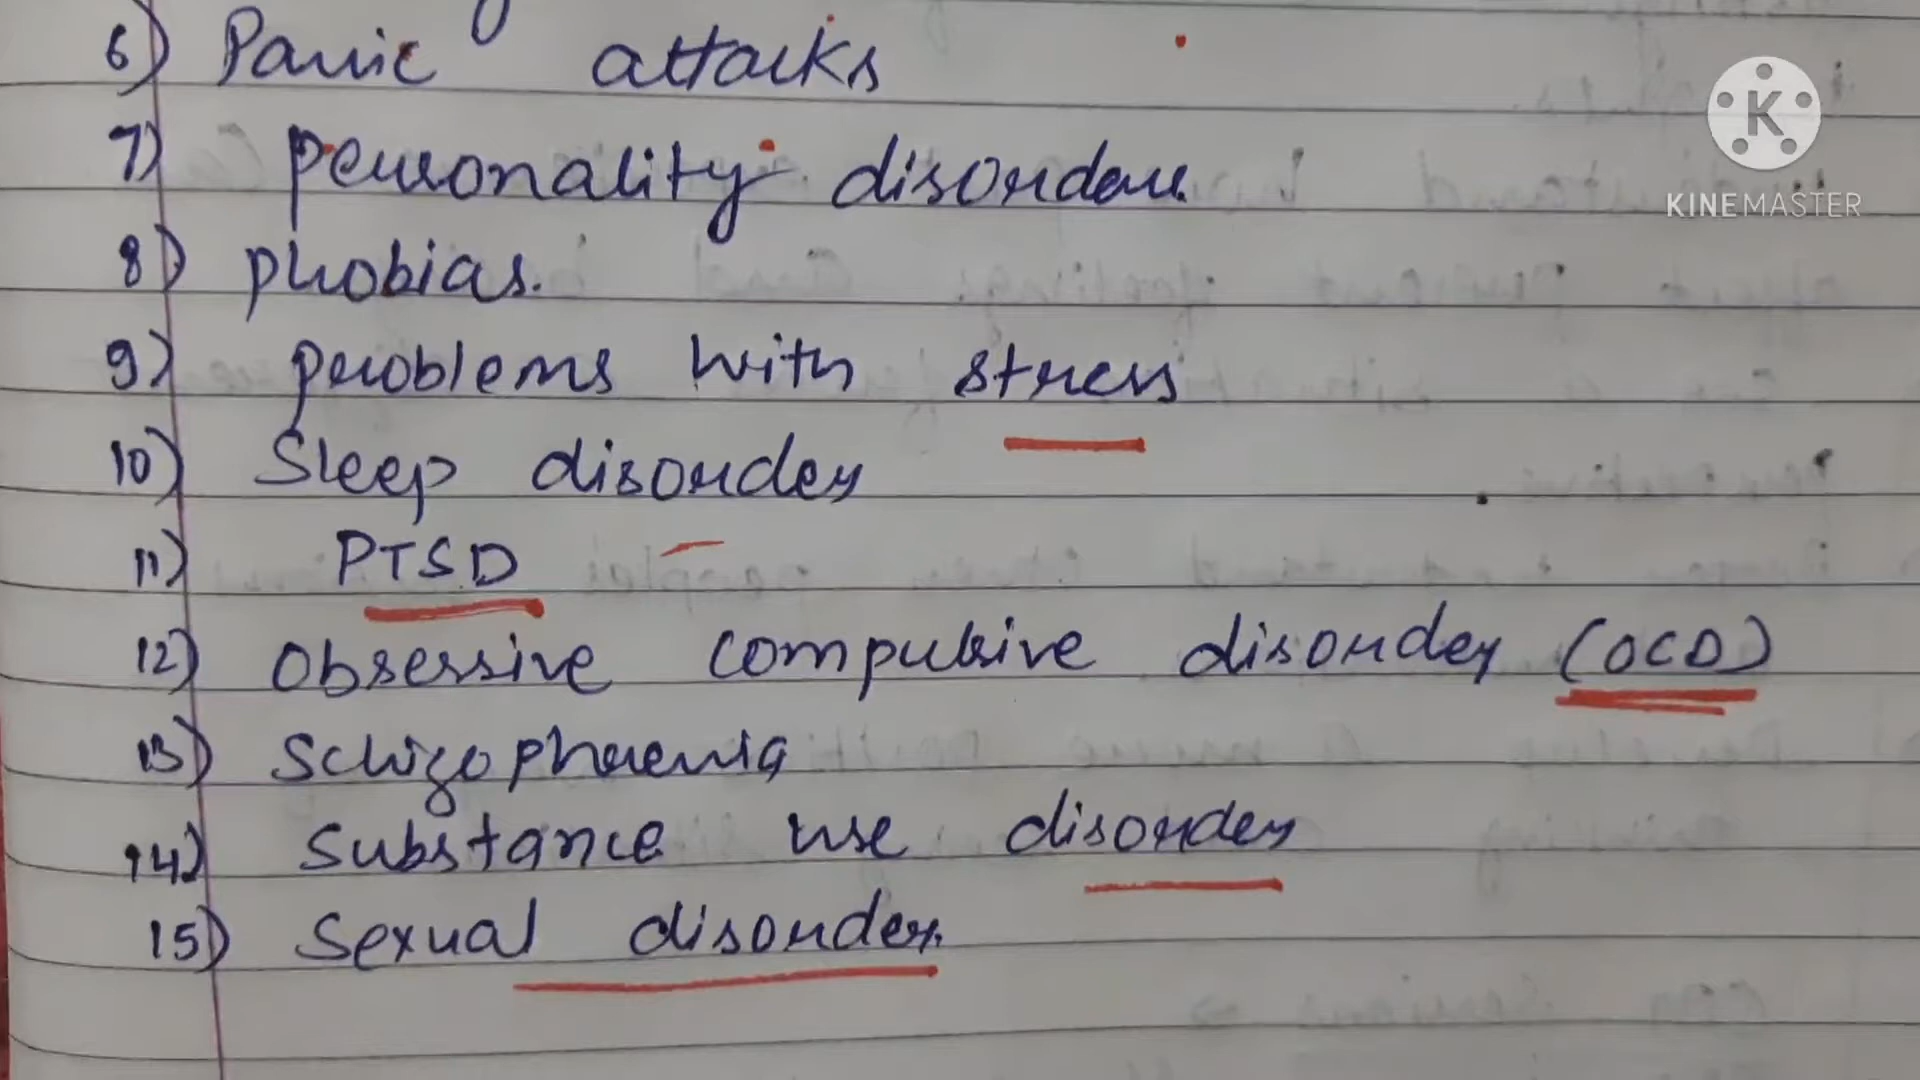 6) Panic attacks
7) personality disorder.
8) phobias.
9) problems with stress
10) Sleep disorder
11) PTSD
12) Obsessive compulsive disorder (OCD)
13) Schizophrenia
14) Substance use disorder
15) Sexual disorder.
K
KINEMASTER